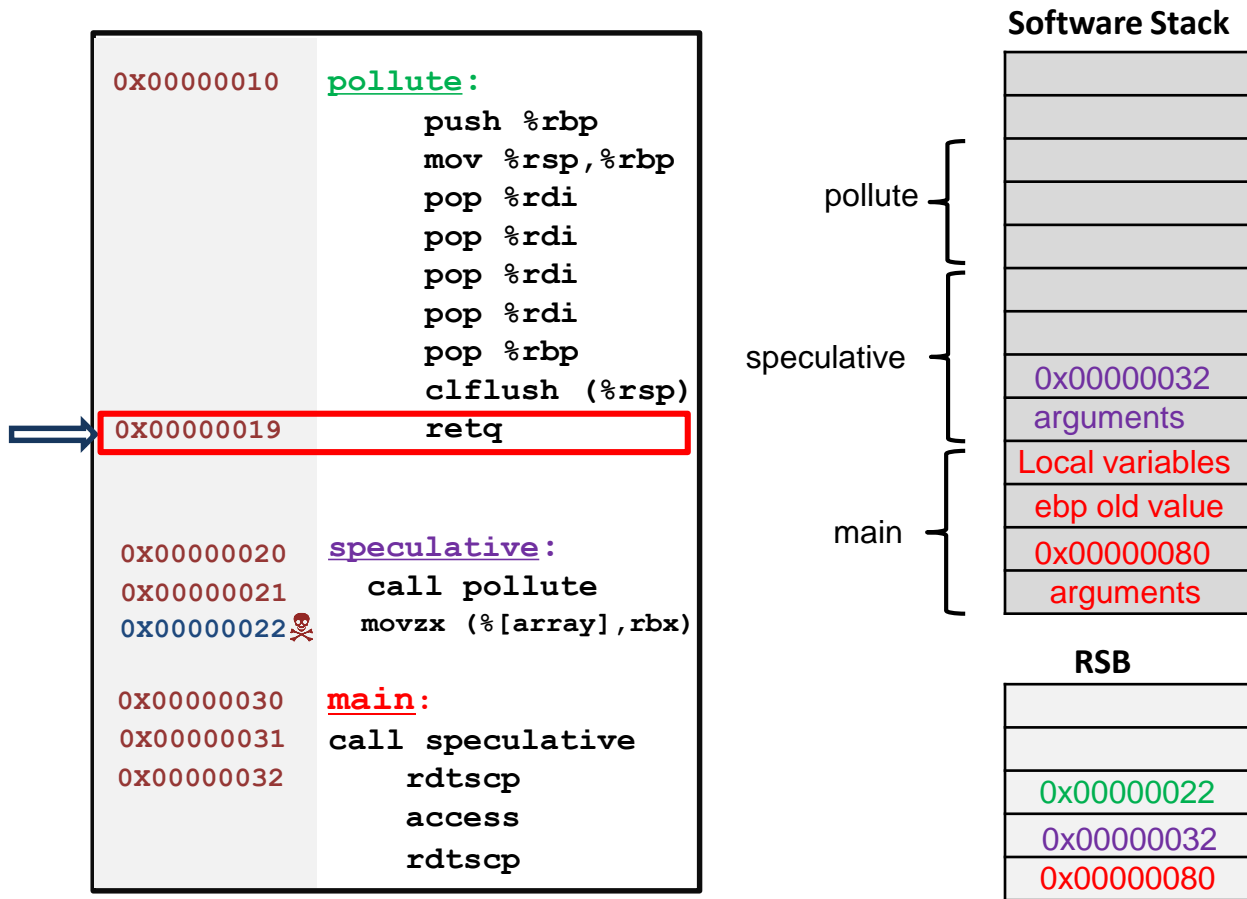 0X00000010 pollute:
push %rbp
mov %rsp,%rbp
pop %rdi
pop %rdi
pop %rdi
pop %rdi
pop %rbp
clflush (%rsp)
0X00000019 retq
0X00000020 speculative:
0X00000021 call pollute
0X00000022 movzx (%[array],rbx)
0X00000030 main:
0X00000031 call speculative
0X00000032 rdtscp
access
rdtscp
Software Stack
pollute
speculative
0x00000032
arguments
main
Local variables
ebp old value
0x00000080
arguments
RSB
0x00000022
0x00000032
0x00000080